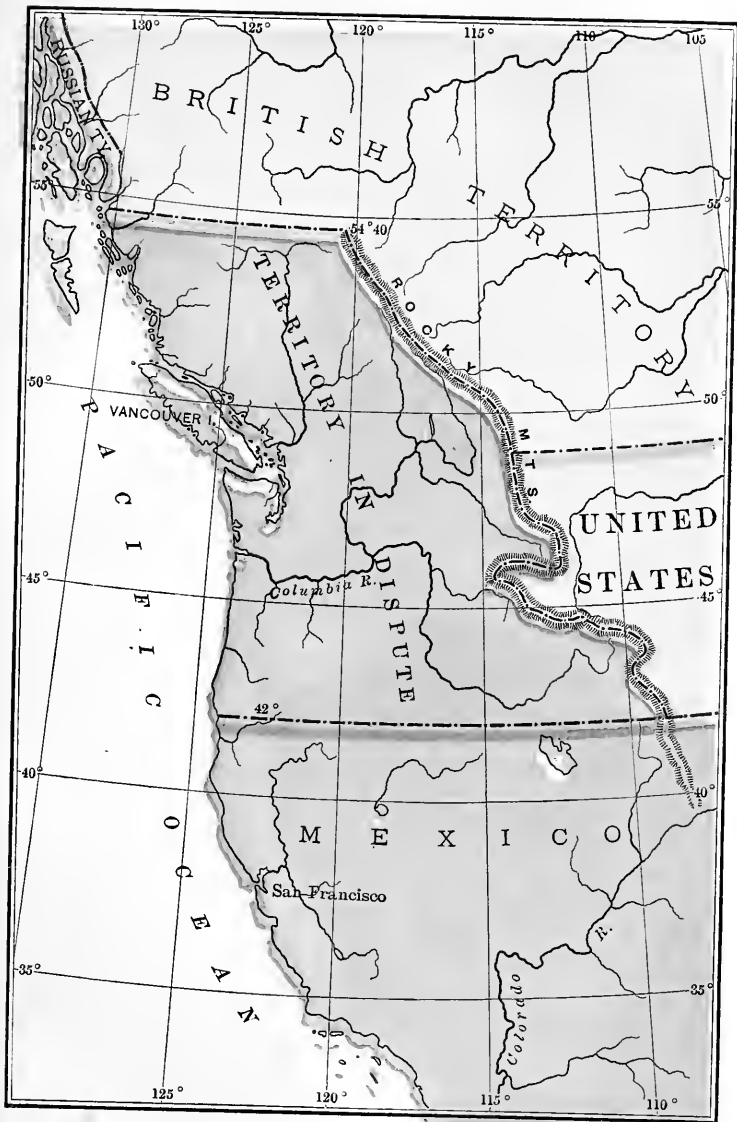 130° 125° 120° 115° 110° 105
RUSSIAN TY.
BRITISH TERRITORY
55°
54° 40
ROCKY MTS.
TERRITORY IN DISPUTE
50°
50°
VANCOUVER I.
UNITED
STATES
PACIFIC OCEAN
45°
45°
Columbia R.
42°
40°
40°
MEXICO
San Francisco
Colorado R.
35°
35°
125° 120° 115° 110°